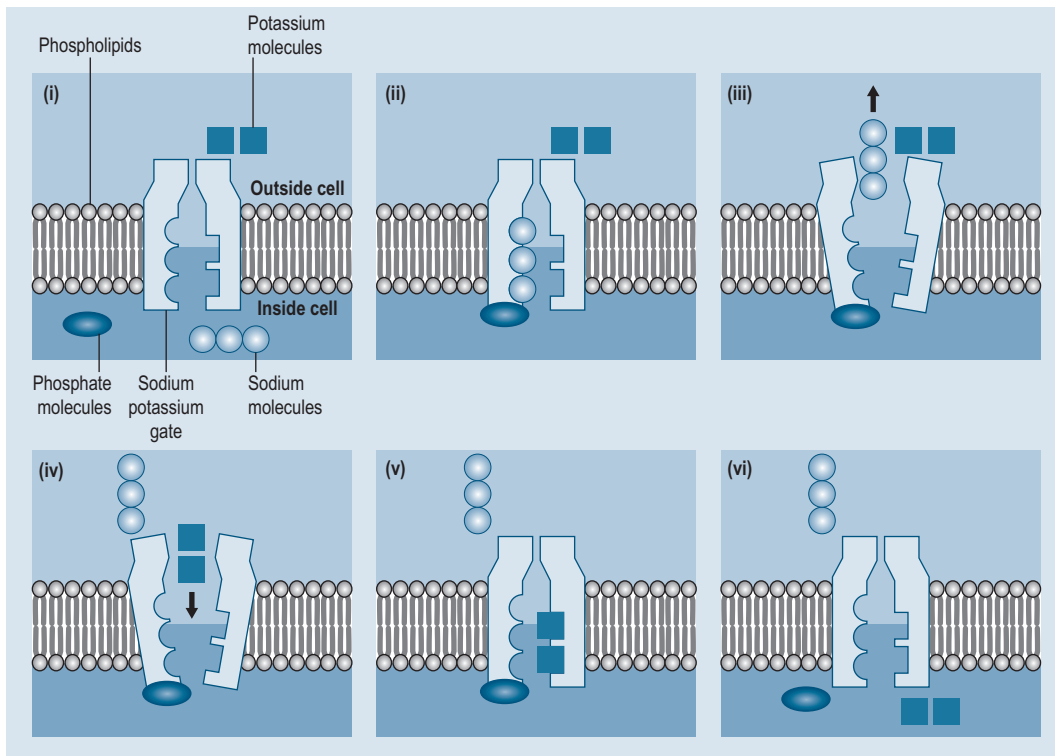 Phospholipids
Potassium
molecules
(i)
Outside cell
Inside cell
Phosphate
molecules
Sodium
potassium
gate
Sodium
molecules
(ii)
(iii)
(iv)
(v)
(vi)